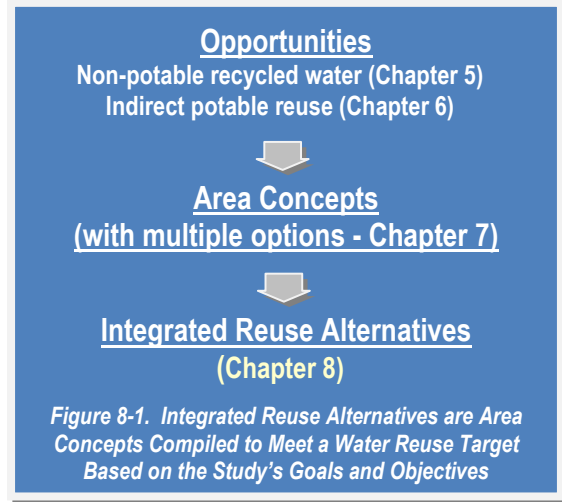 Opportunities
Non-potable recycled water (Chapter 5)
Indirect potable reuse (Chapter 6)
Area Concepts
(with multiple options - Chapter 7)
Integrated Reuse Alternatives
(Chapter 8)
Figure 8-1. Integrated Reuse Alternatives are Area
Concepts Compiled to Meet a Water Reuse Target
Based on the Study's Goals and Objectives